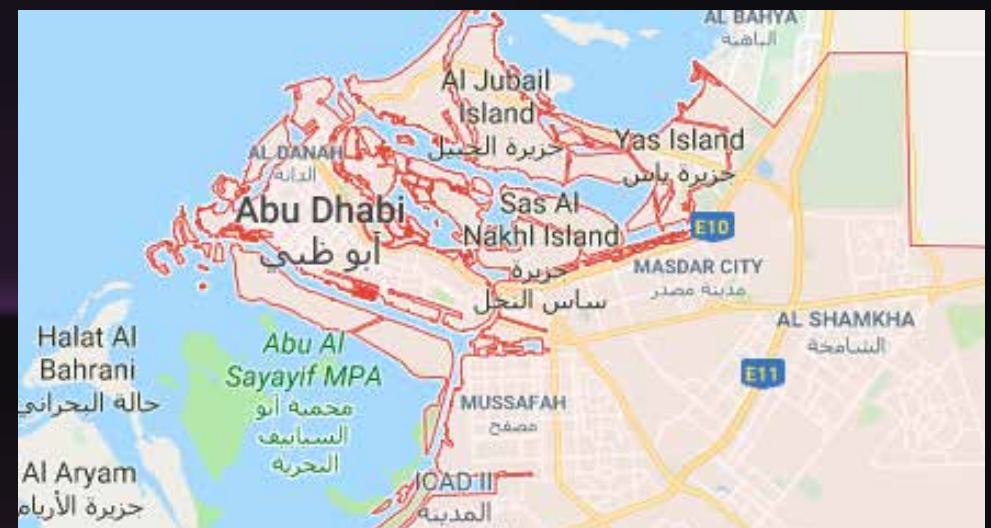 AL BAHYA
الباهية
Al Jubail
Island
جزيرة الجبيل
Yas Island
جزيرة ياس
AL DANAH
الدانة
Abu Dhabi
أبو ظبي
Sas Al
Nakhl Island
جزيرة
ساس النخل
E10
MASDAR CITY
مدينة مصدر
AL SHAMKHA
الشامخة
Halat Al
Bahrani
حالة البحراني
Abu Al
Sayayif MPA
محمية أبو
السياييف
البحرية
E11
MUSSAFAH
مصفح
Al Aryam
جزيرة الأريام
ICAD II
المدينة